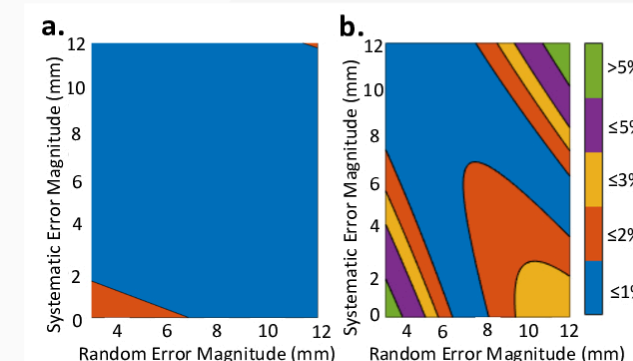 a.
b.
Systematic Error Magnitude (mm)
12
10
8
6
4
2
0
4 6 8 10 12
Random Error Magnitude (mm)
Systematic Error Magnitude (mm)
12
10
8
6
4
2
0
4 6 8 10 12
Random Error Magnitude (mm)
>5%
≤5%
≤3%
≤2%
≤1%